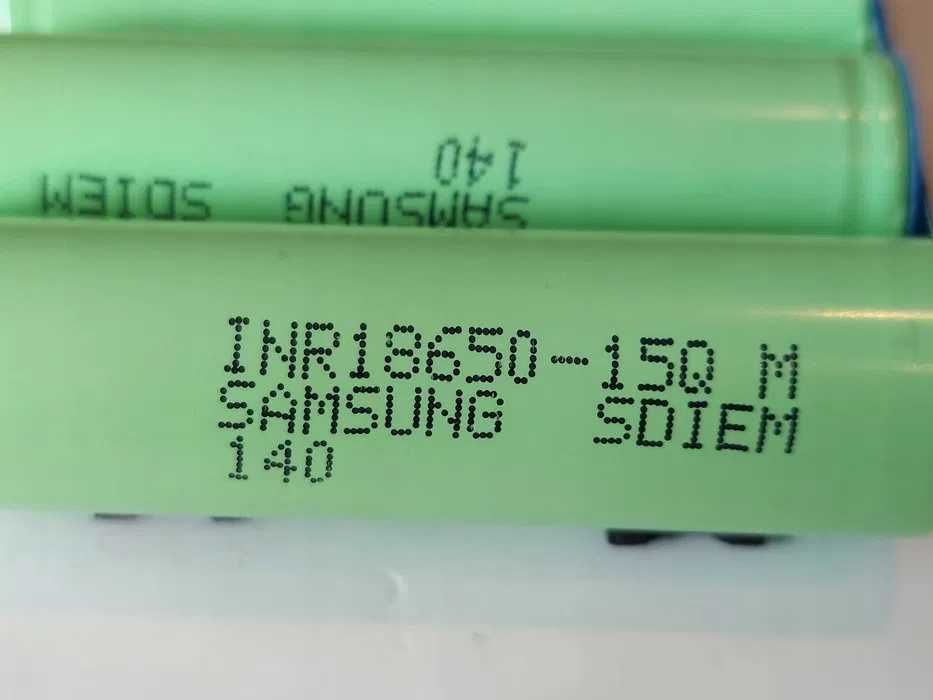 140
SAMSUNG SDIEM
INR18650-15Q M
SAMSUNG SDIEM
140